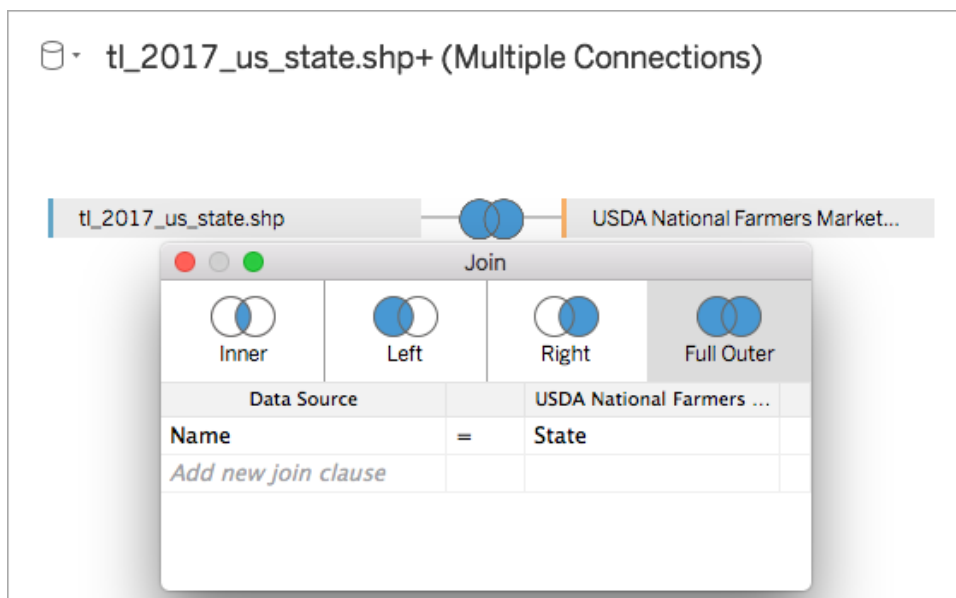 tl_2017_us_state.shp+ (Multiple Connections)
tl_2017_us_state.shp
USDA National Farmers Market...
Join
Inner
Left
Right
Full Outer
Data Source
USDA National Farmers ...
Name = State
Add new join clause